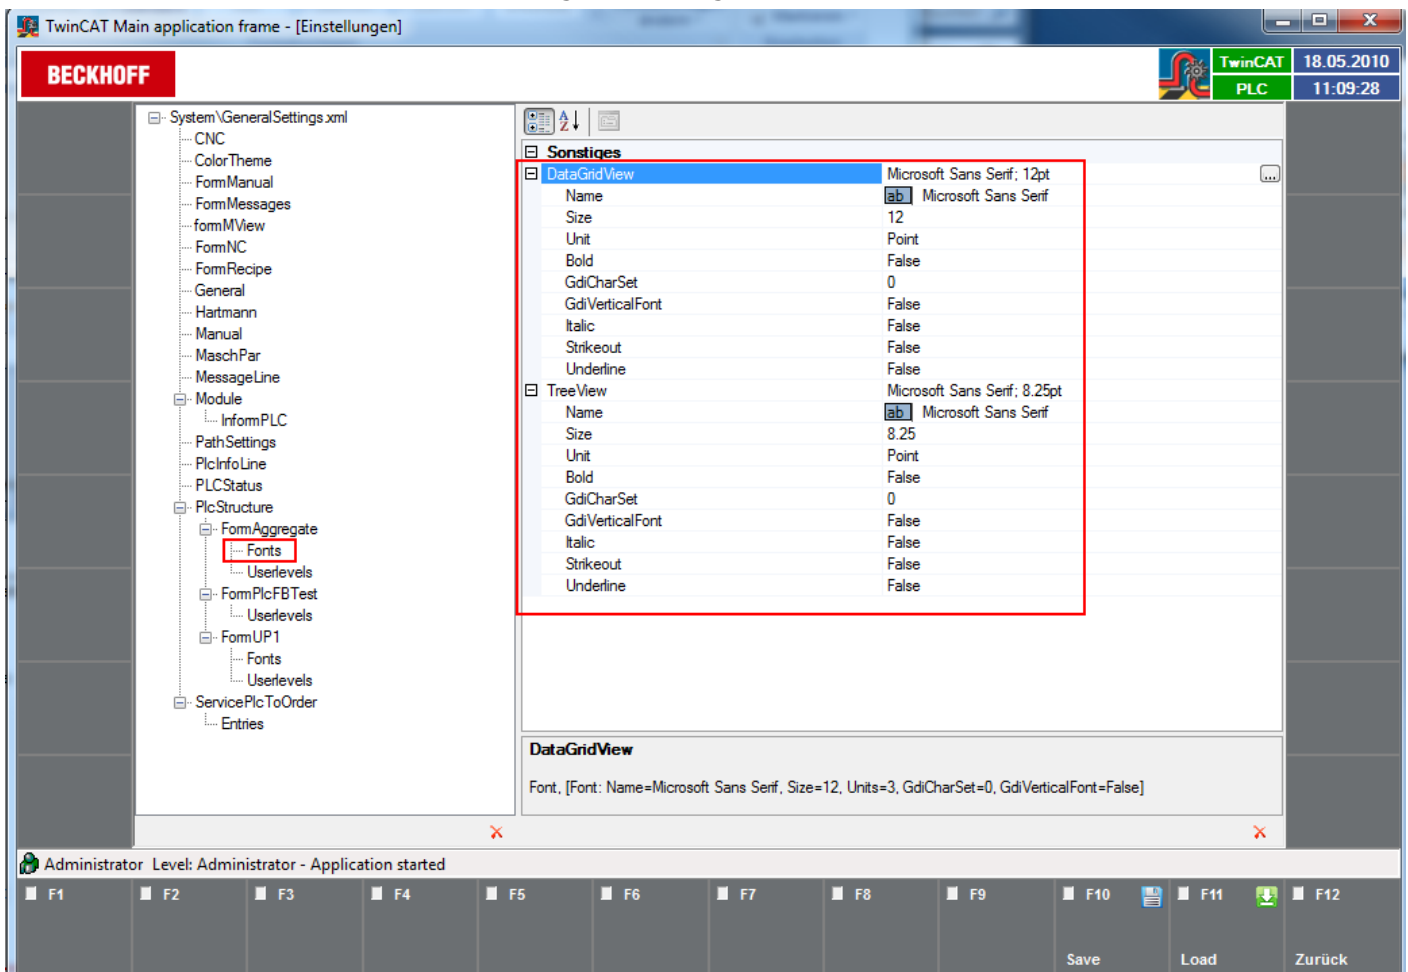 TwinCAT Main application frame - [Einstellungen]
BECKHOFF
TwinCAT 18.05.2010
PLC 11:09:28
System\GeneralSettings.xml
CNC
ColorTheme
FormManual
FormMessages
formMView
FormNC
FormRecipe
General
Hartmann
Manual
MaschPar
MessageLine
Module
InformPLC
PathSettings
PlcInfoLine
PLCStatus
PlcStructure
FormAggregate
Fonts
Userlevels
FormPlcFBTest
Userlevels
FormUP1
Fonts
Userlevels
ServicePlcToOrder
Entries
Sonstiges
DataGridView Microsoft Sans Serif; 12pt ...
Name ab Microsoft Sans Serif
Size 12
Unit Point
Bold False
GdiCharSet 0
GdiVerticalFont False
Italic False
Strikeout False
Underline False
TreeView Microsoft Sans Serif; 8.25pt
Name ab Microsoft Sans Serif
Size 8.25
Unit Point
Bold False
GdiCharSet 0
GdiVerticalFont False
Italic False
Strikeout False
Underline False
DataGridView
Font, [Font: Name=Microsoft Sans Serif, Size=12, Units=3, GdiCharSet=0, GdiVerticalFont=False]
Administrator Level: Administrator - Application started
F1 F2 F3 F4 F5 F6 F7 F8 F9 F10 F11 F12
Save Load Zurück